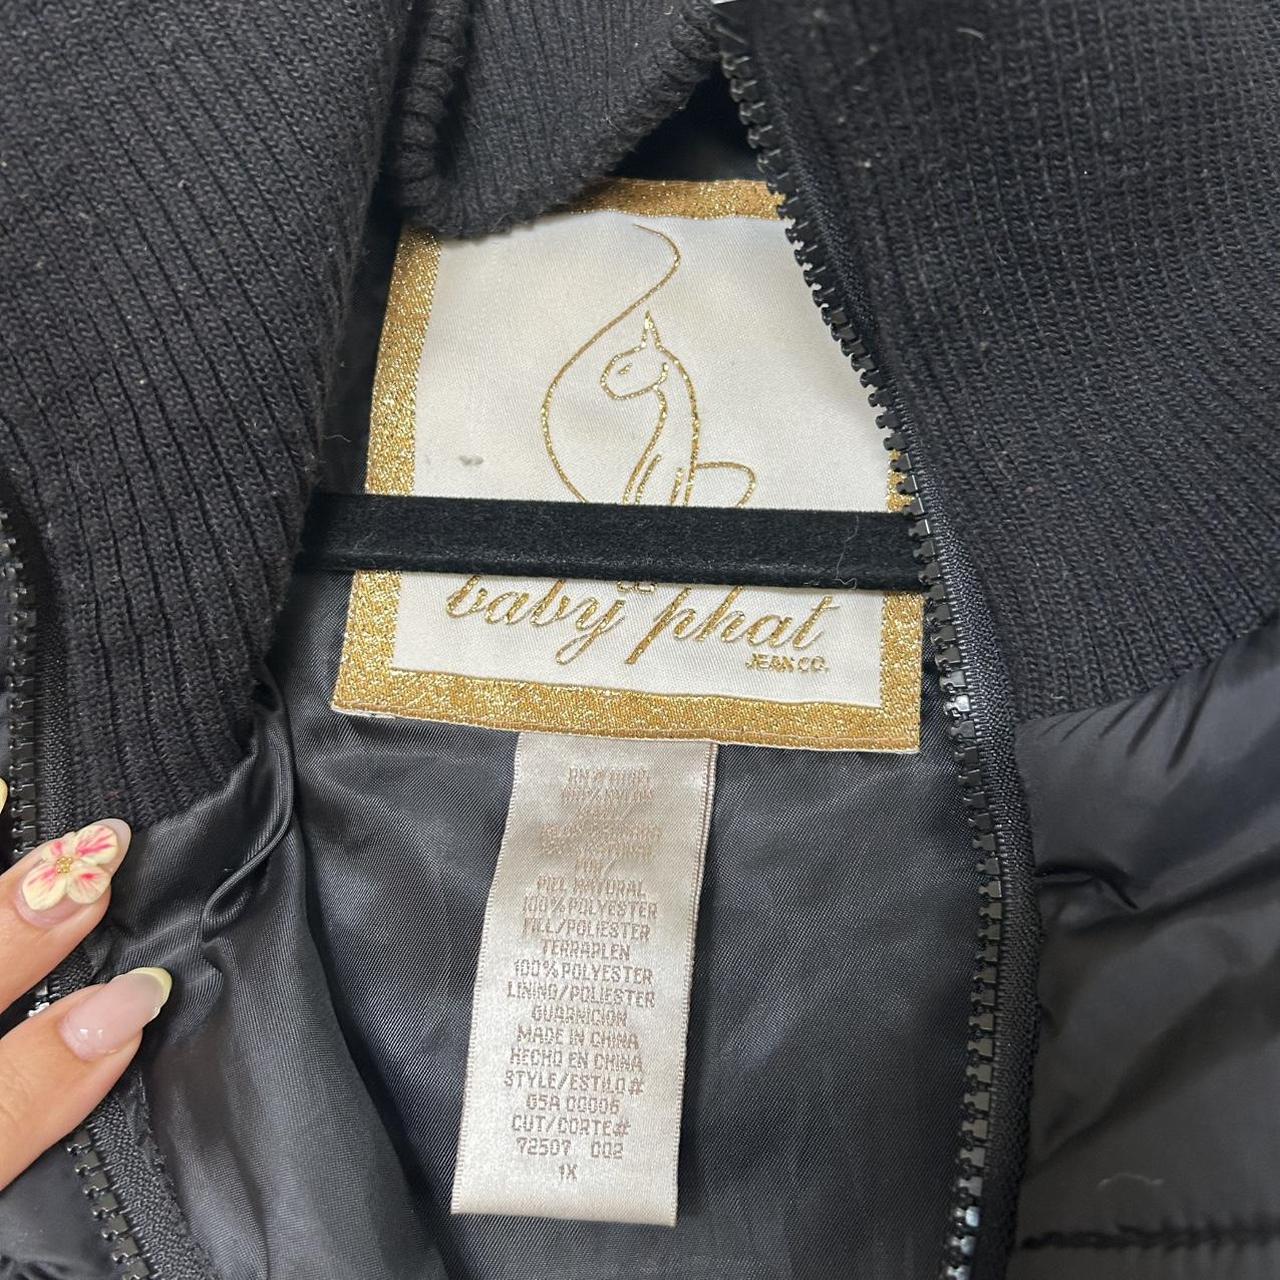 baby phat
JEAN CO.
PIEL NATURAL
100% POLYESTER
FILL/POLYESTER
TERRAPLEN
100% POLYESTER
LINING/POLIESTER
GUARNICION
MADE IN CHINA
HECHO EN CHINA
STYLE/ESTILO#
05A 00006
CUT/CORTE#
72507 002
1X